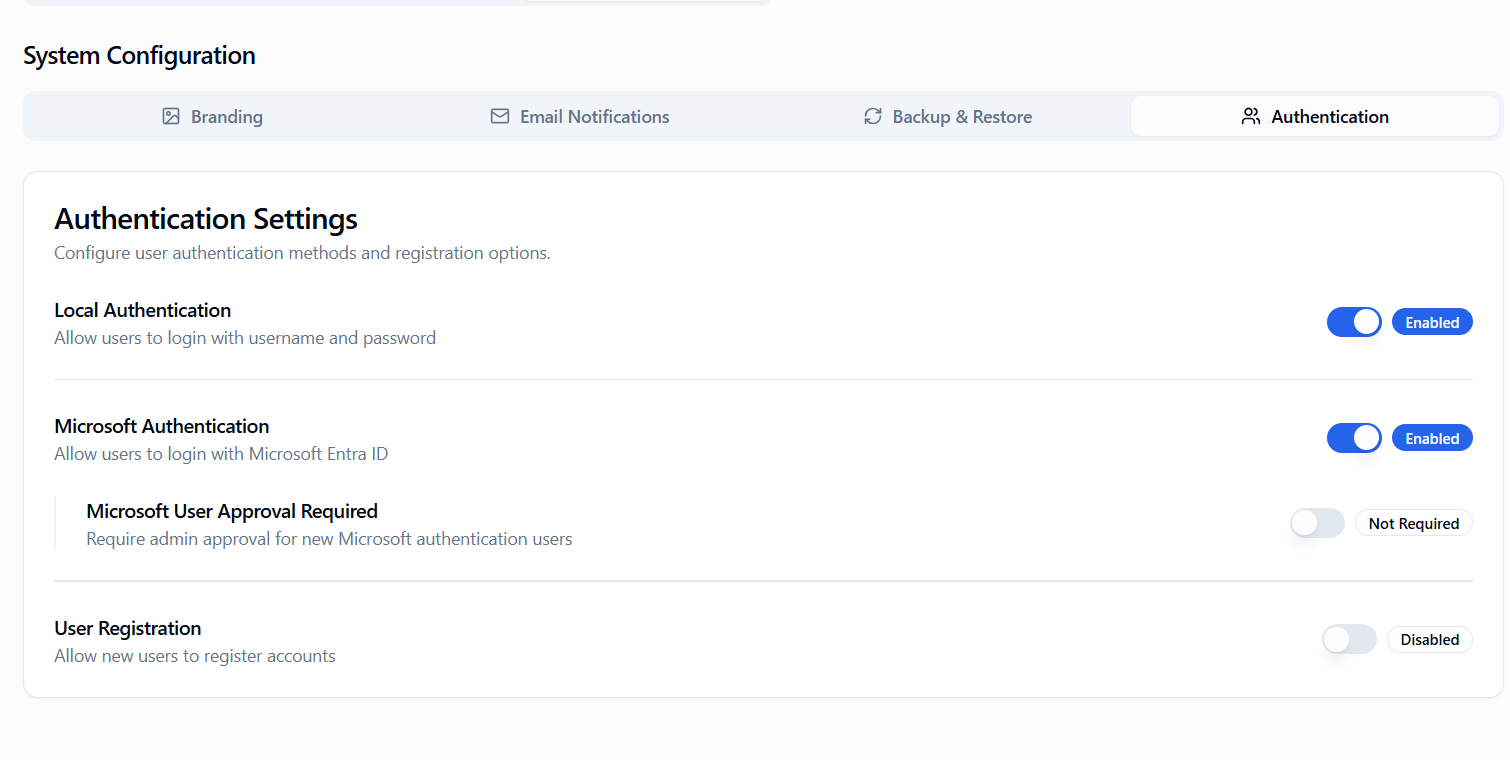 System Configuration
Branding
Email Notifications
Backup & Restore
Authentication
Authentication Settings
Configure user authentication methods and registration options.
Local Authentication
Allow users to login with username and password
Enabled
Microsoft Authentication
Allow users to login with Microsoft Entra ID
Enabled
Microsoft User Approval Required
Require admin approval for new Microsoft authentication users
Not Required
User Registration
Allow new users to register accounts
Disabled